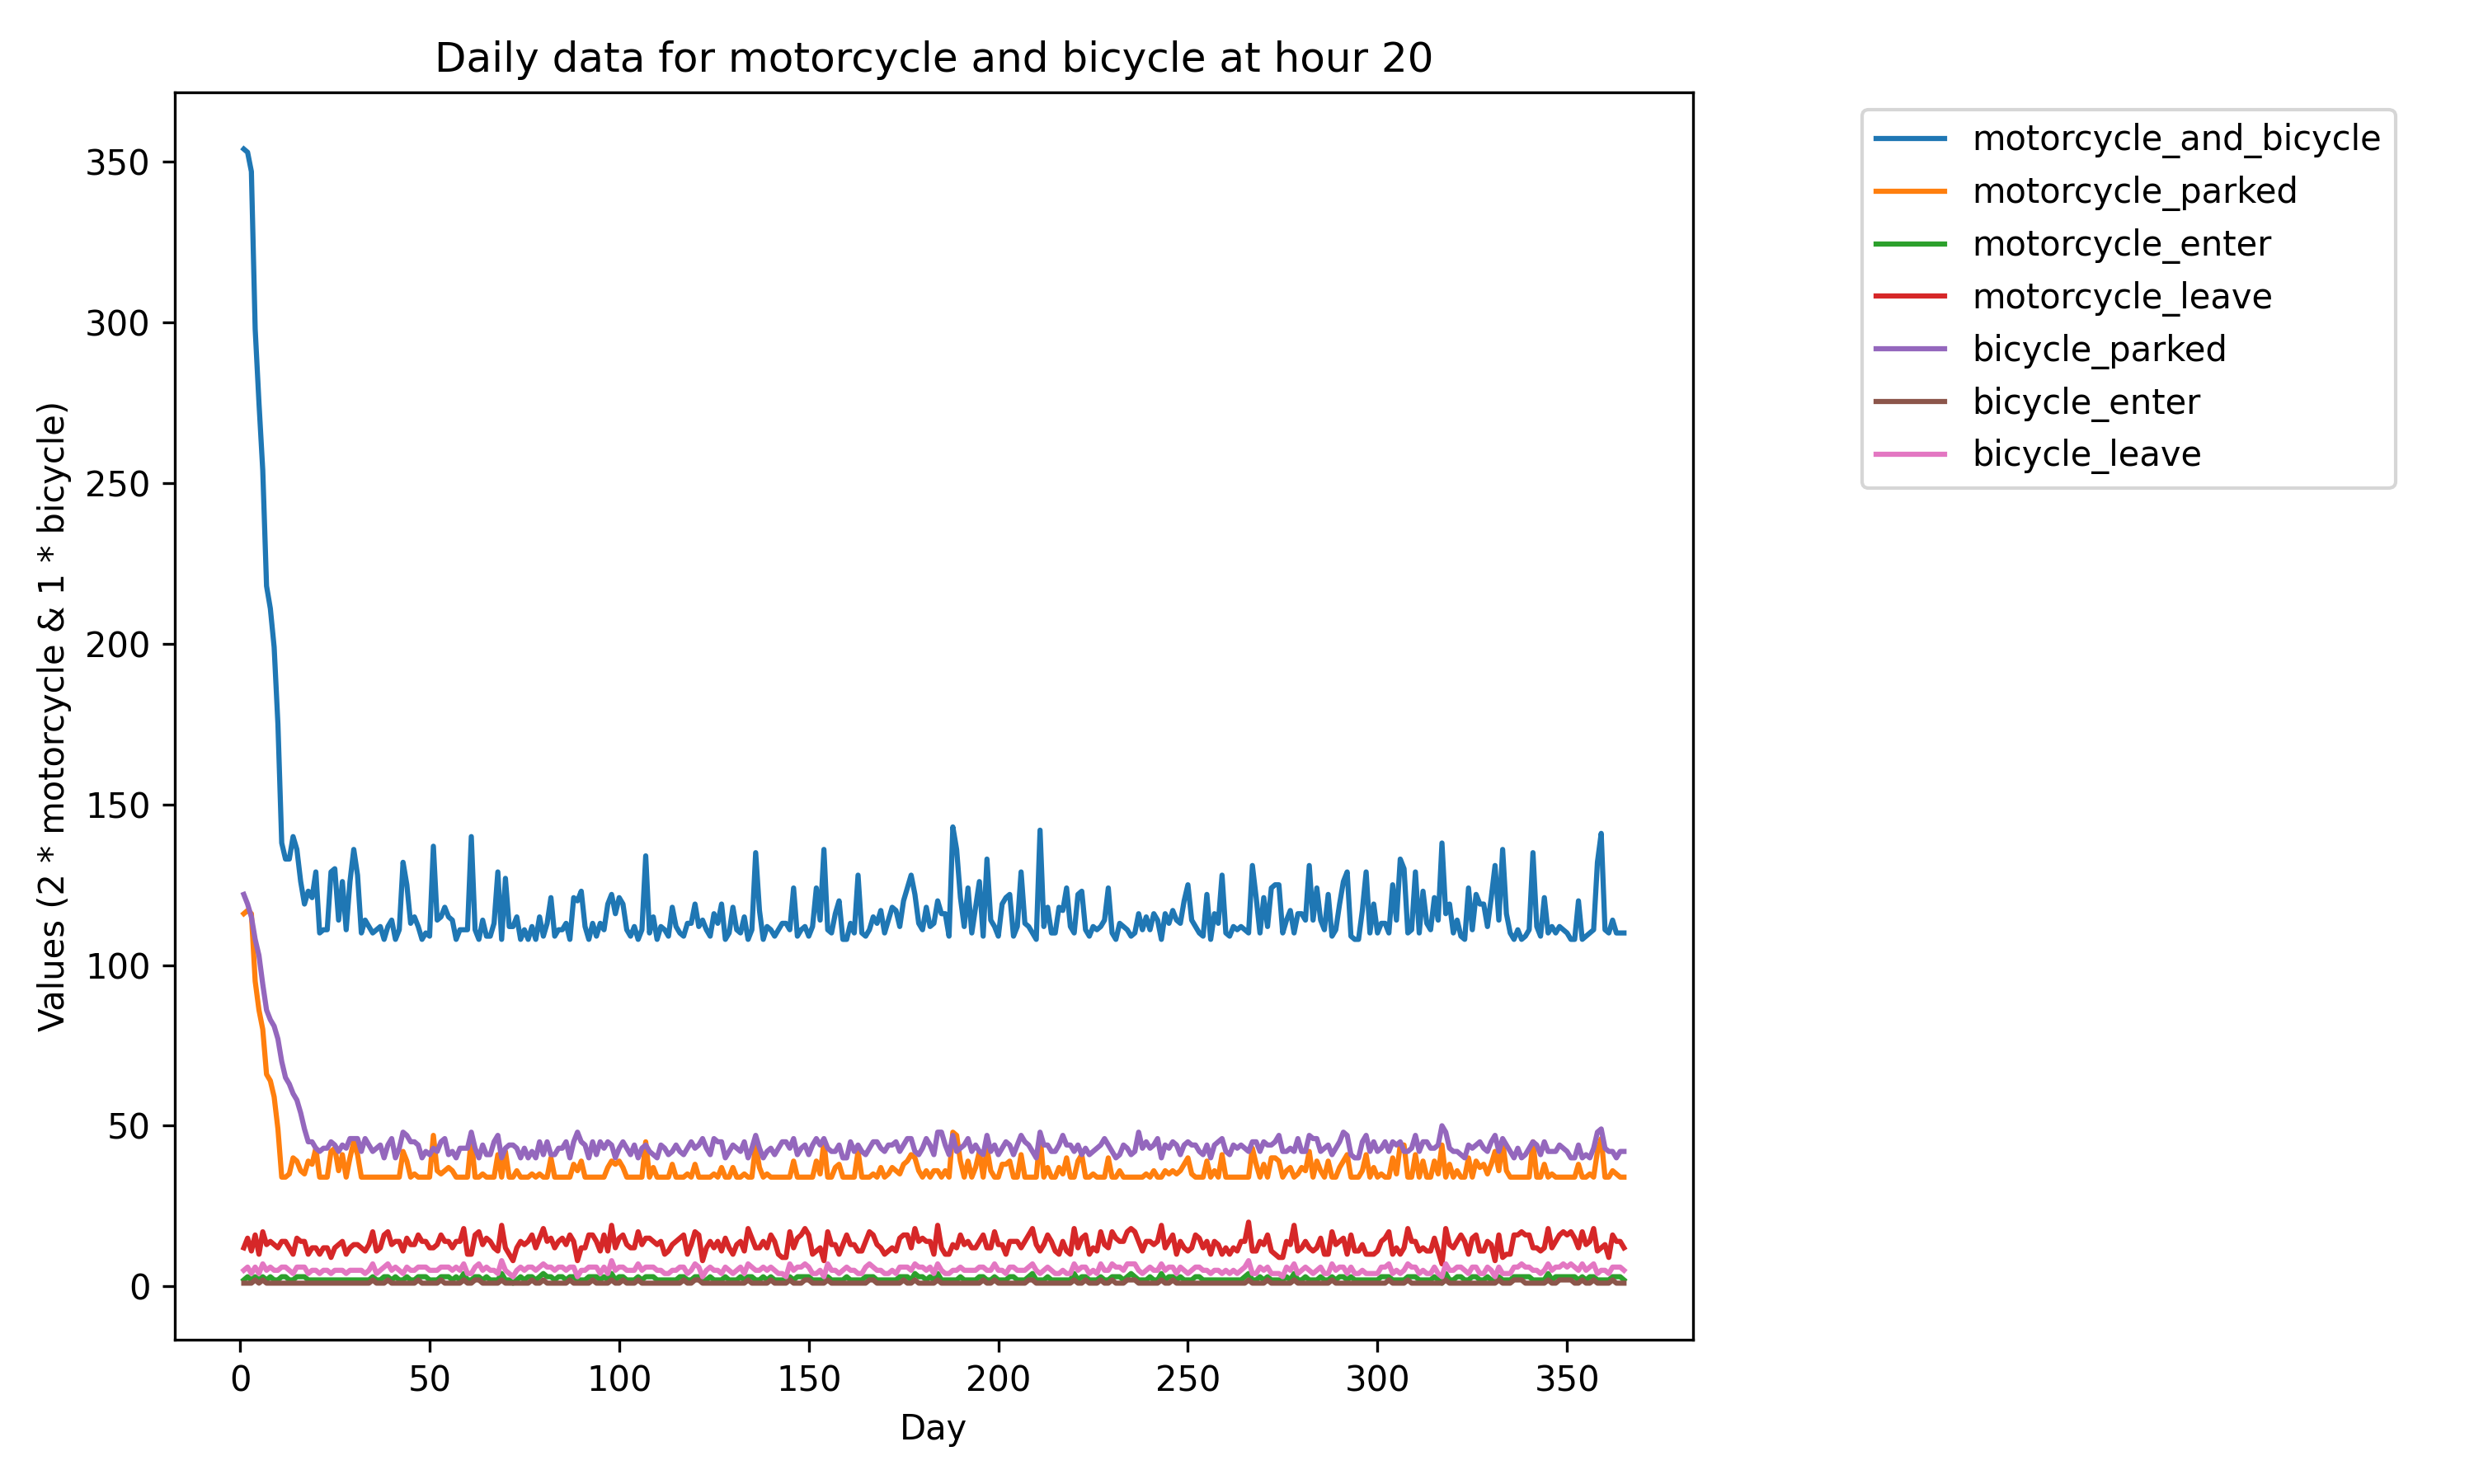 Daily data for motorcycle and bicycle at hour 20
motorcycle_and_bicycle
motorcycle_parked
motorcycle_enter
motorcycle_leave
bicycle_parked
bicycle_enter
bicycle_leave
Values (2 * motorcycle & 1 * bicycle)
350
300
250
200
150
100
50
0
0 50 100 150 200 250 300 350
Day